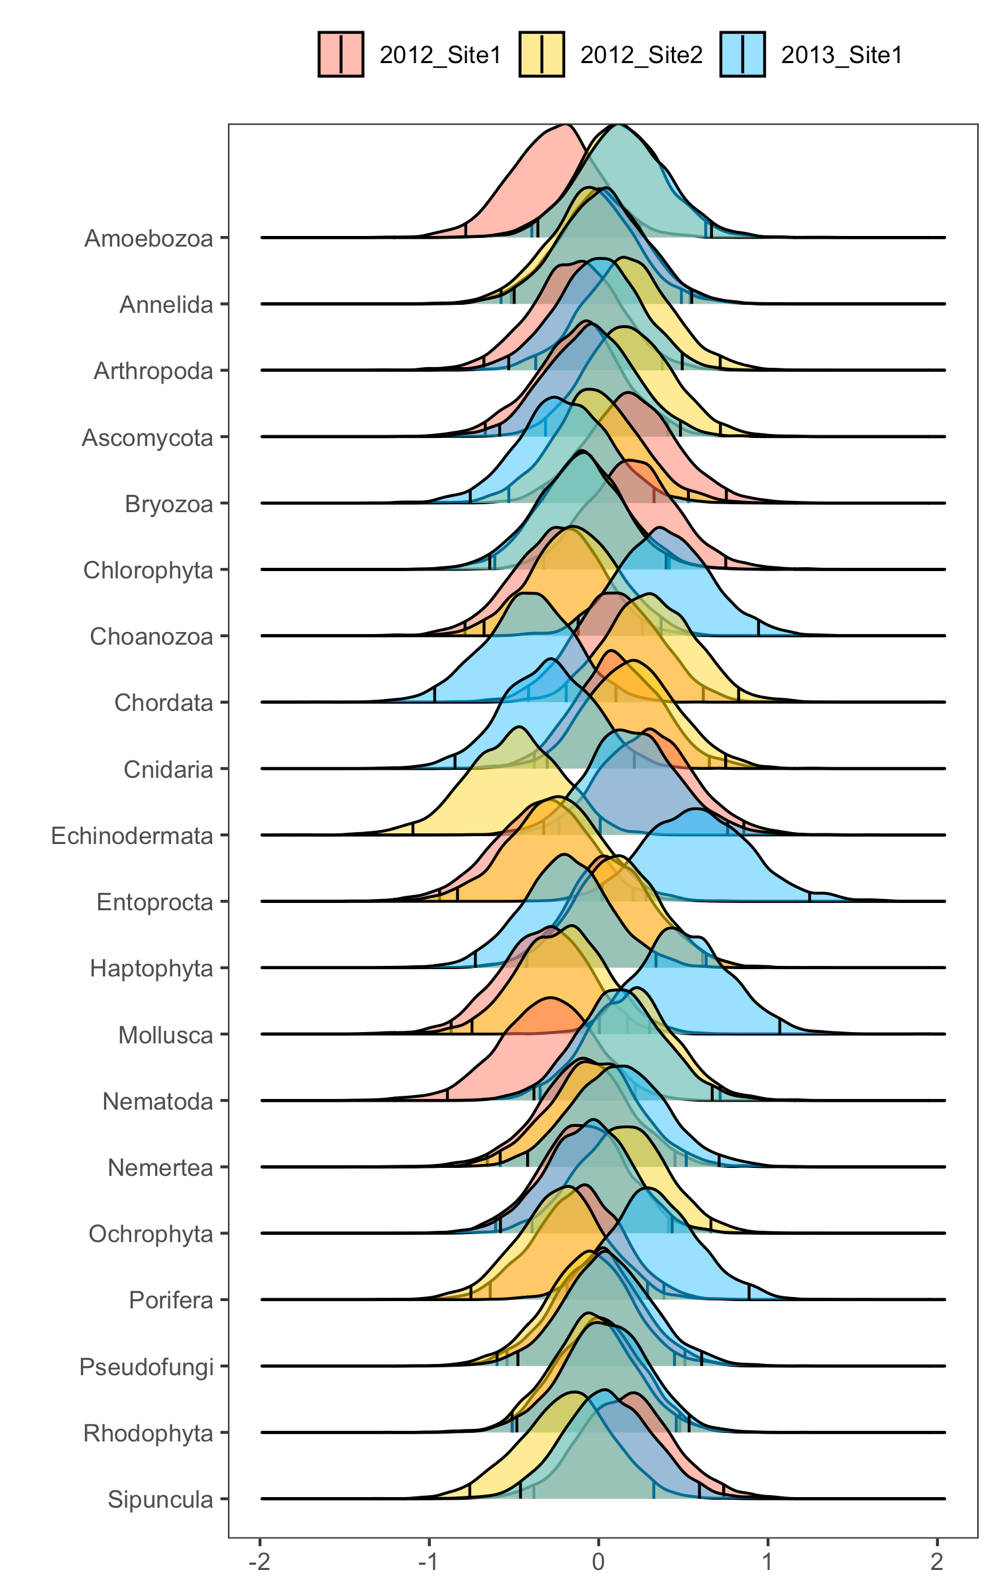 2012_Site1 2012_Site2 2013_Site1
Amoebozoa
Annelida
Arthropoda
Ascomycota
Bryozoa
Chlorophyta
Choanozoa
Chordata
Cnidaria
Echinodermata
Entoprocta
Haptophyta
Mollusca
Nematoda
Nemertea
Ochrophyta
Porifera
Pseudofungi
Rhodophyta
Sipuncula
-2 -1 0 1 2